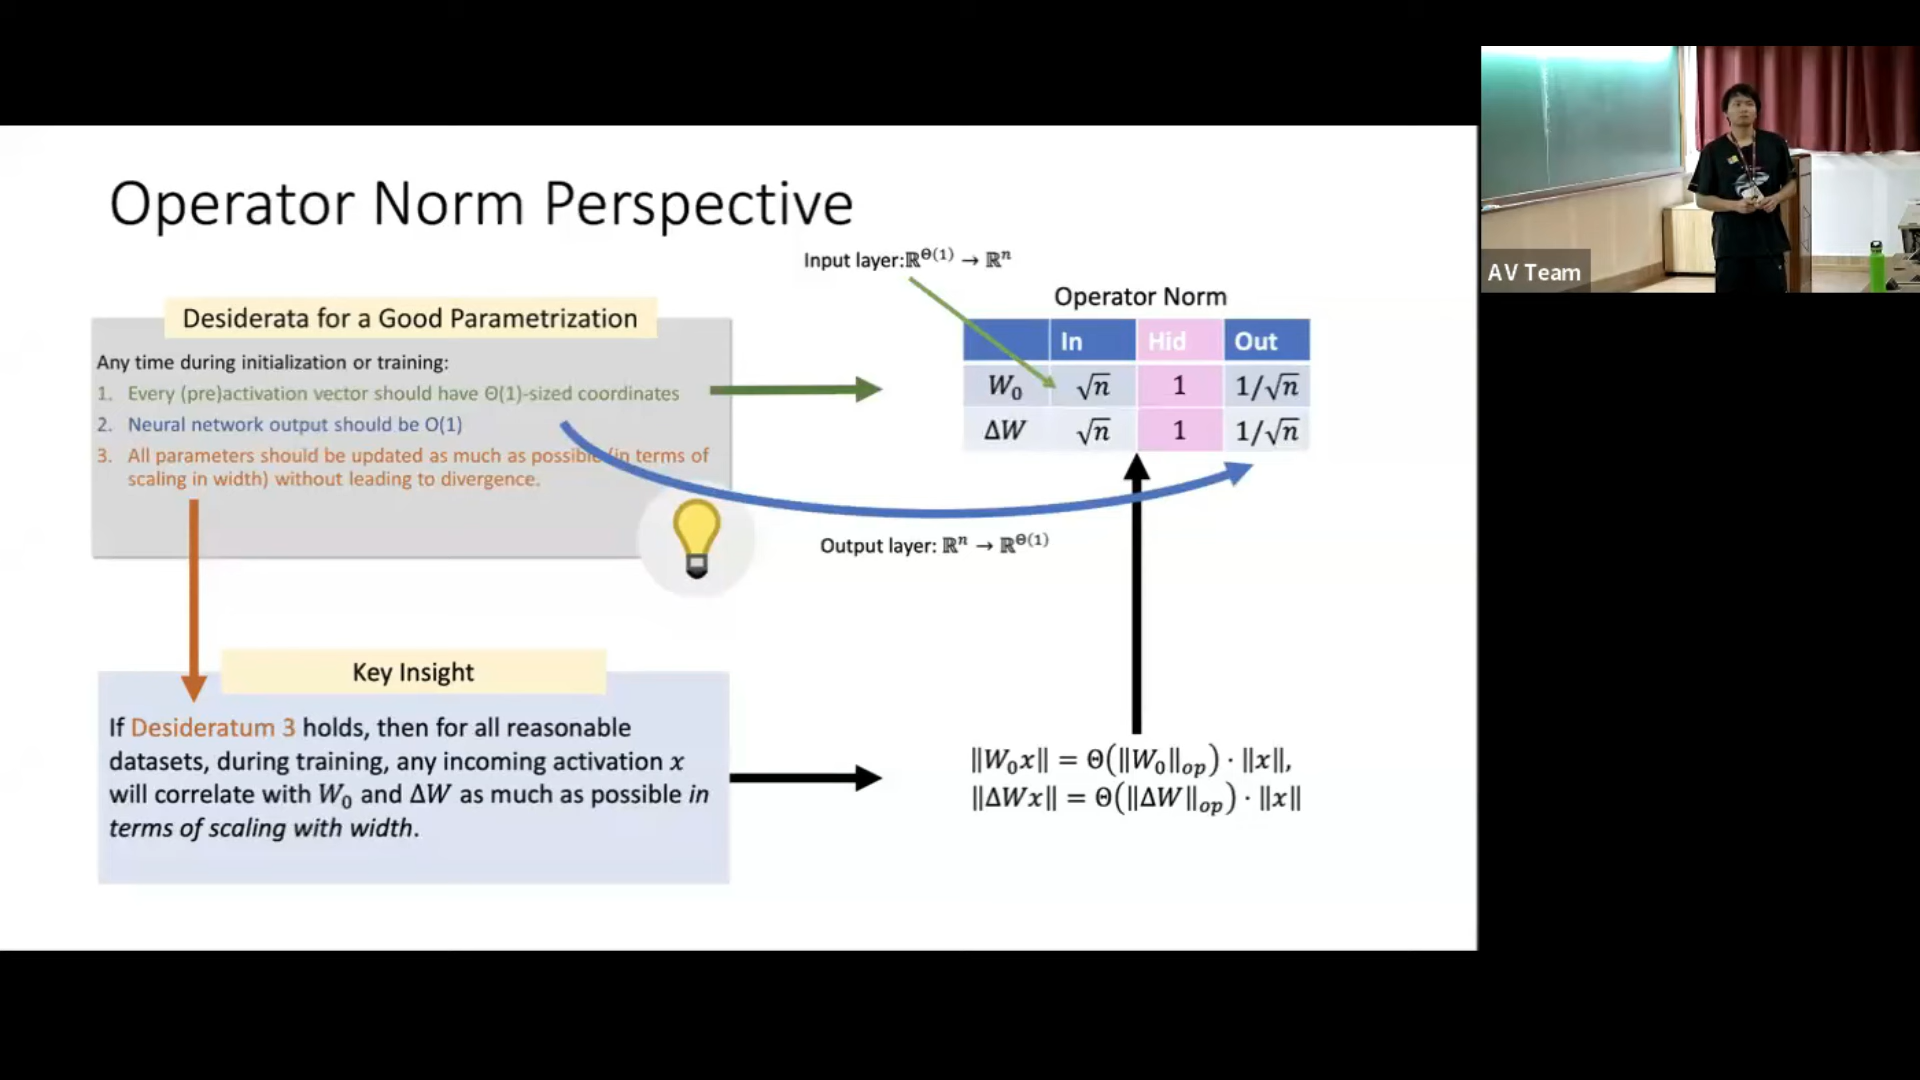 Operator Norm Perspective
Input layer:ℝ^Θ(1) → ℝ^n
Desiderata for a Good Parametrization
Any time during initialization or training:
1. Every (pre)activation vector should have Θ(1)-sized coordinates
2. Neural network output should be O(1)
3. All parameters should be updated as much as possible (in terms of
scaling in width) without leading to divergence.
Operator Norm
In Hid Out
W₀ √n 1 1/√n
ΔW √n 1 1/√n
Output layer: ℝ^n → ℝ^Θ(1)
Key Insight
If Desideratum 3 holds, then for all reasonable
datasets, during training, any incoming activation x
will correlate with W₀ and ΔW as much as possible in
terms of scaling with width.
‖W₀x‖ = Θ(‖W₀‖_op) · ‖x‖,
‖ΔWx‖ = Θ(‖ΔW‖_op) · ‖x‖
AV Team